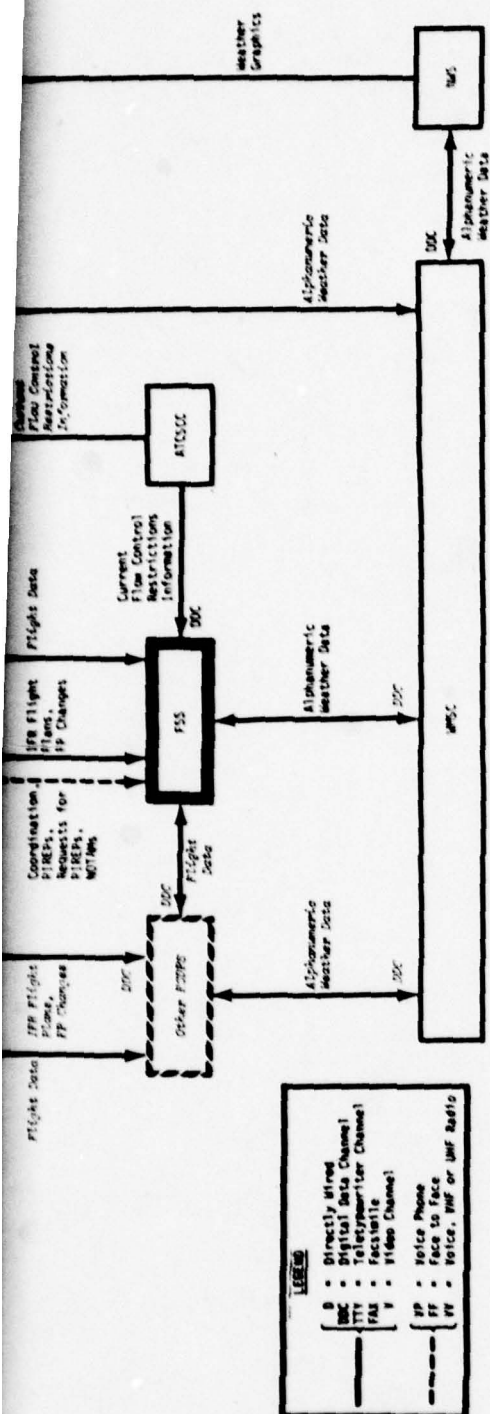 Flight Data
IFR Flight
Plans,
FP Changes
DDC
Coordination,
PIREPs,
Requests for
PIREPs,
NOTAMs
IFR Flight
Plans,
FP Changes
Flight Data
Flow Control
Restrictions
Information
Weather
Graphics
Other
DDC
Flight
Data
FSS
Current
Flow Control
Restrictions
Information
DDC
ATCSCC
Alphanumeric
Weather Data
DDC
Alphanumeric
Weather Data
DDC
Alphanumeric
Weather Data
WMSC
DDC
Alphanumeric
Weather Data
NWS
LEGEND
D = Directly Wired
DDC = Digital Data Channel
TTY = Teletypewriter Channel
FAX = Facsimile
V = Video Channel
VP = Voice Phone
FF = Face to Face
VV = Voice, VHF or UHF Radio